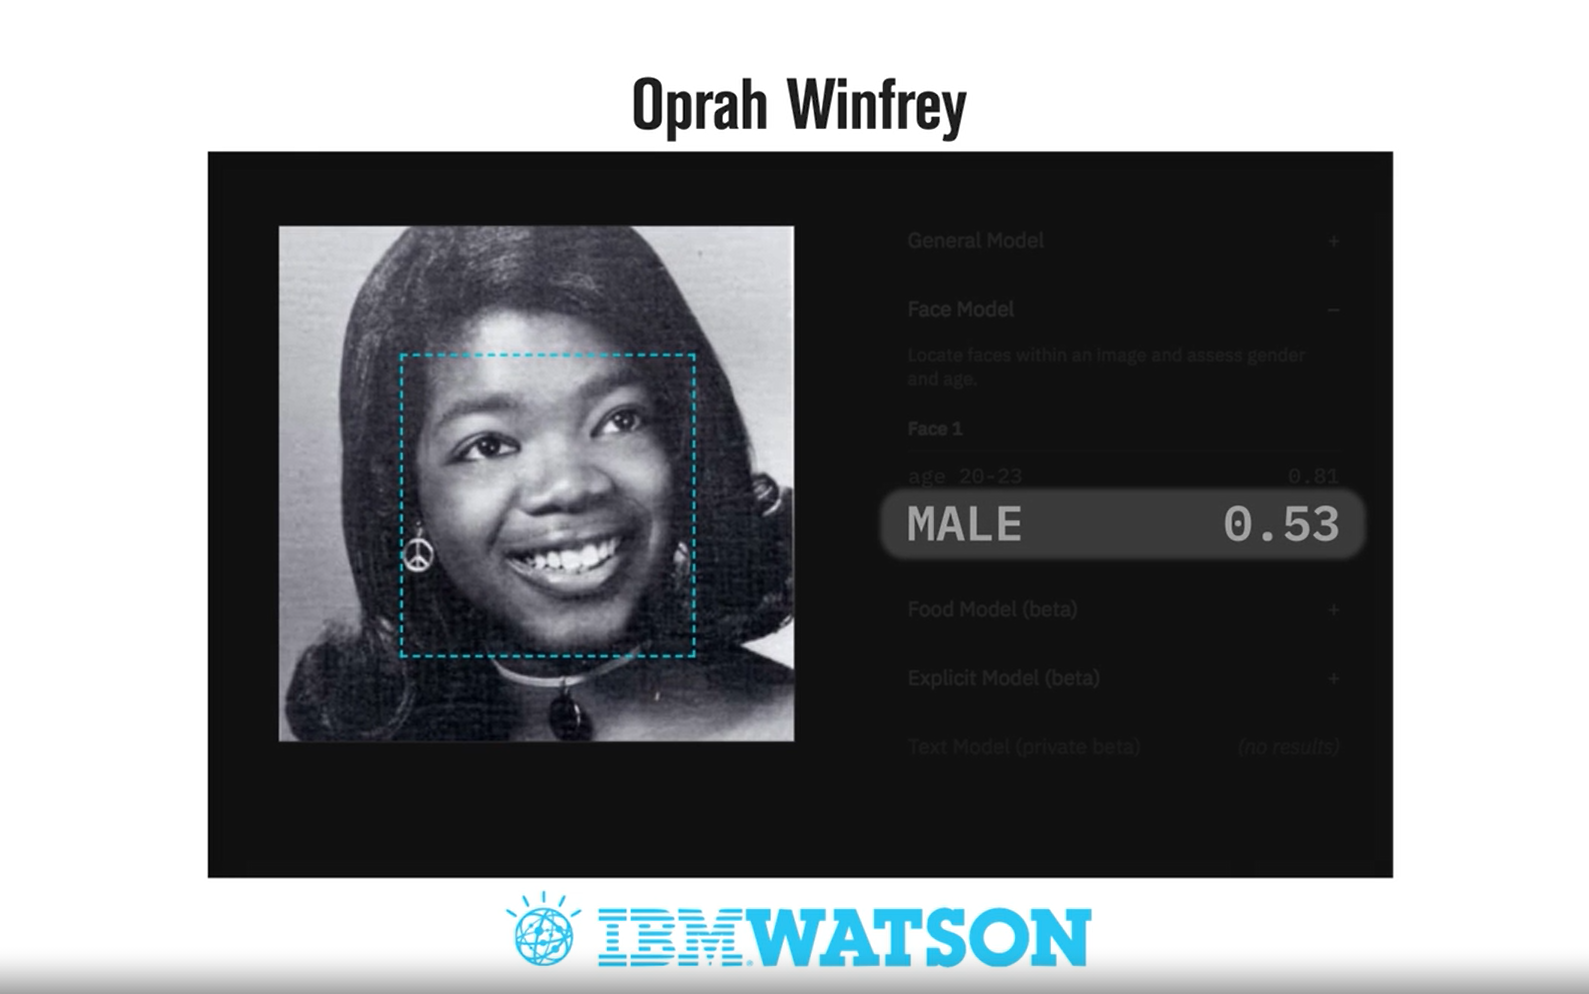 Oprah Winfrey
General Model +
Face Model −
Locate faces within an image and assess gender
and age.
Face 1
age 20-23 0.81
MALE 0.53
Food Model (beta) +
Explicit Model (beta) +
Text Model (private beta) (no results)
IBM WATSON